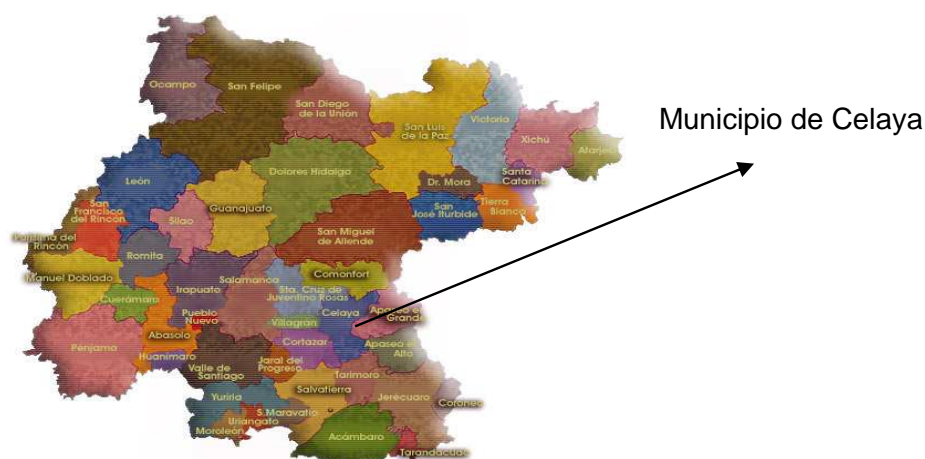 Municipio de Celaya
Ocampo
San Felipe
San Diego
de la Unión
San Luis
de la Paz
Victoria
Xichú
Atarjea
Santa
Catarina
Dr. Mora
Tierra
Blanca
San
José Iturbide
León
Dolores Hidalgo
Guanajuato
San
Francisco
del Rincón
Silao
San Miguel
de Allende
Purísima del
Rincón
Romita
Manuel Doblado
Irapuato
Salamanca
Comonfort
Sta. Cruz de
Juventino Rosas
Celaya
Apaseo el
Grande
Cuerámaro
Pueblo
Nuevo
Villagrán
Abasolo
Cortazar
Apaseo el
Alto
Penjamo
Huanímaro
Valle de
Santiago
Jaral del
Progreso
Tarimoro
Salvatierra
Jerécuaro
Yuriria
Coroneo
S.Maravatío
Uriangato
Moroleón
Acámbaro
Tarandacuao